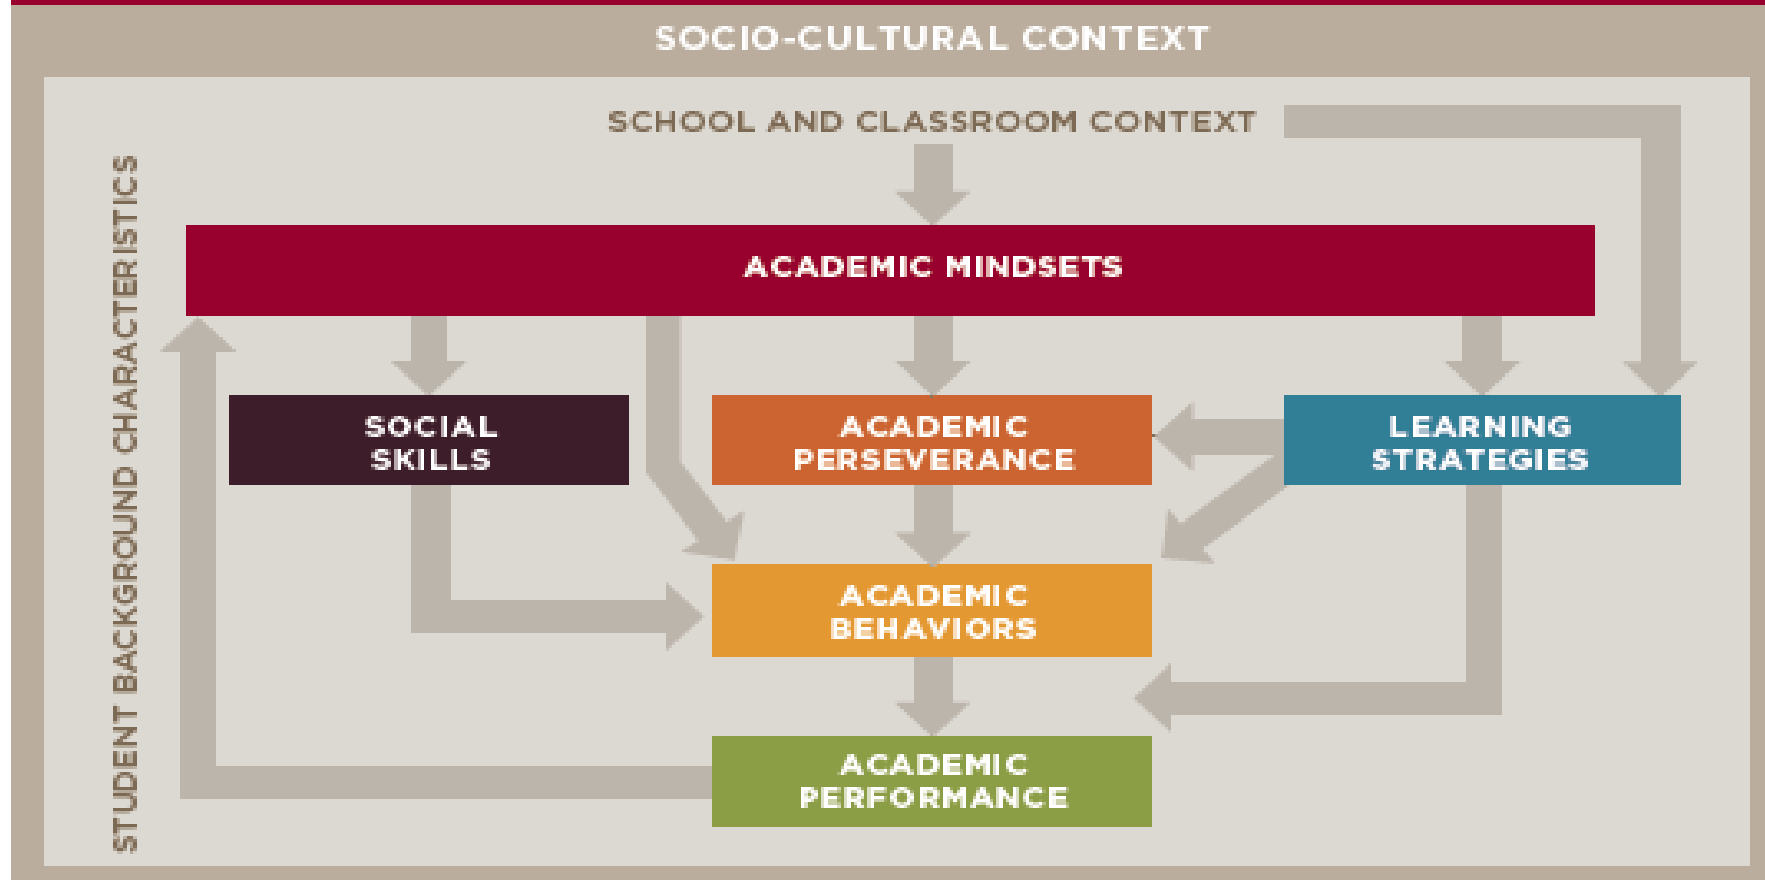 SOCIO-CULTURAL CONTEXT
SCHOOL AND CLASSROOM CONTEXT
STUDENT BACKGROUND CHARACTERISTICS
ACADEMIC MINDSETS
SOCIAL
SKILLS
ACADEMIC
PERSEVERANCE
LEARNING
STRATEGIES
ACADEMIC
BEHAVIORS
ACADEMIC
PERFORMANCE